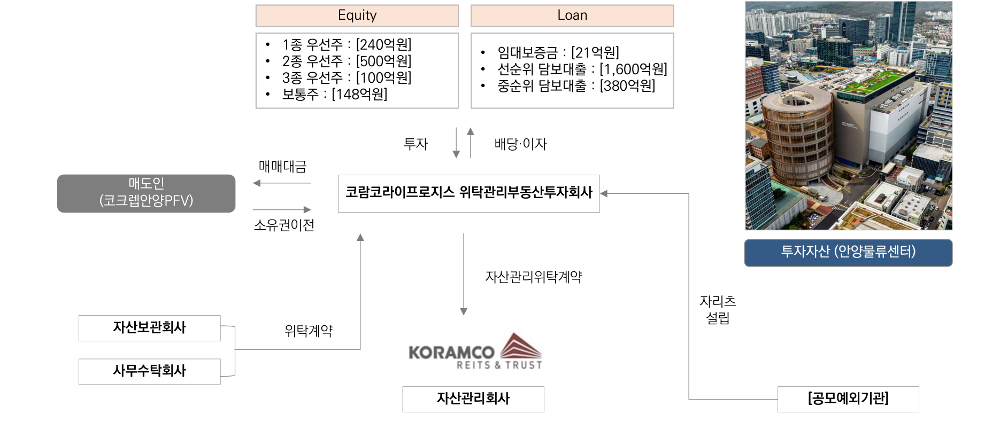 Equity
• 1종 우선주 : [240억원]
• 2종 우선주 : [500억원]
• 3종 우선주 : [100억원]
• 보통주 : [148억원]
Loan
• 임대보증금 : [21억원]
• 선순위 담보대출 : [1,600억원]
• 중순위 담보대출 : [380억원]
투자
배당·이자
매매대금
매도인
(코크렙안양PFV)
소유권이전
코람코라이프로지스 위탁관리부동산투자회사
투자자산 (안양물류센터)
자산관리위탁계약
자리츠
설립
자산보관회사
사무수탁회사
위탁계약
KORAMCO
REITS & TRUST
자산관리회사
[공모예외기관]